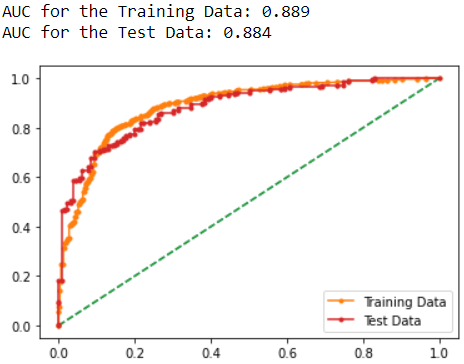 AUC for the Training Data: 0.889
AUC for the Test Data: 0.884
1.0
0.8
0.6
0.4
0.2
0.0
0.0 0.2 0.4 0.6 0.8 1.0
Training Data
Test Data